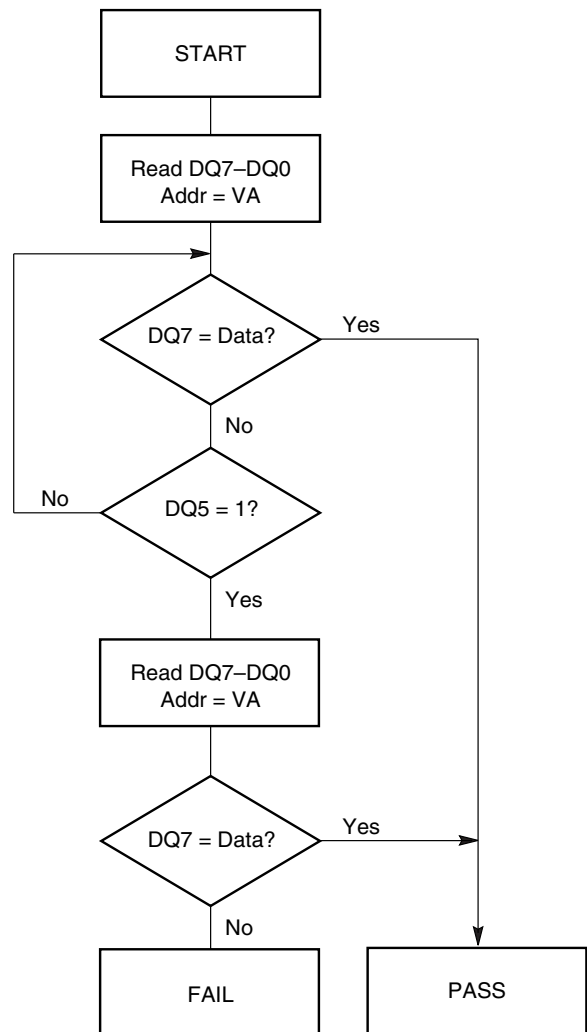 START
Read DQ7–DQ0
Addr = VA
DQ7 = Data?
Yes
No
No
DQ5 = 1?
Yes
Read DQ7–DQ0
Addr = VA
DQ7 = Data?
Yes
No
FAIL
PASS